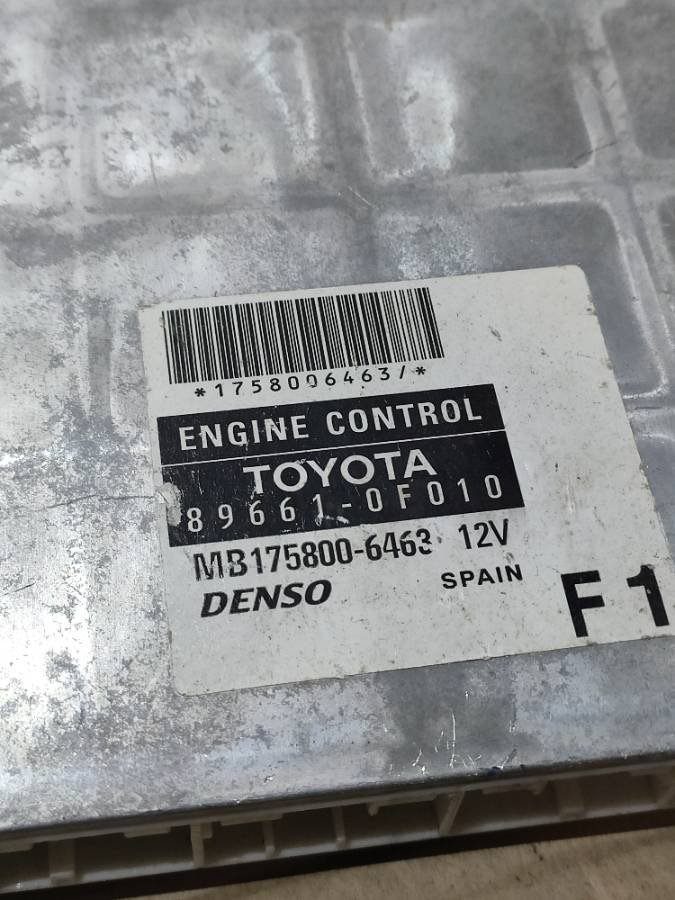 *1758006463/*
ENGINE CONTROL
TOYOTA
89661-0F010
MB175800-6463 12V
DENSO SPAIN
F1